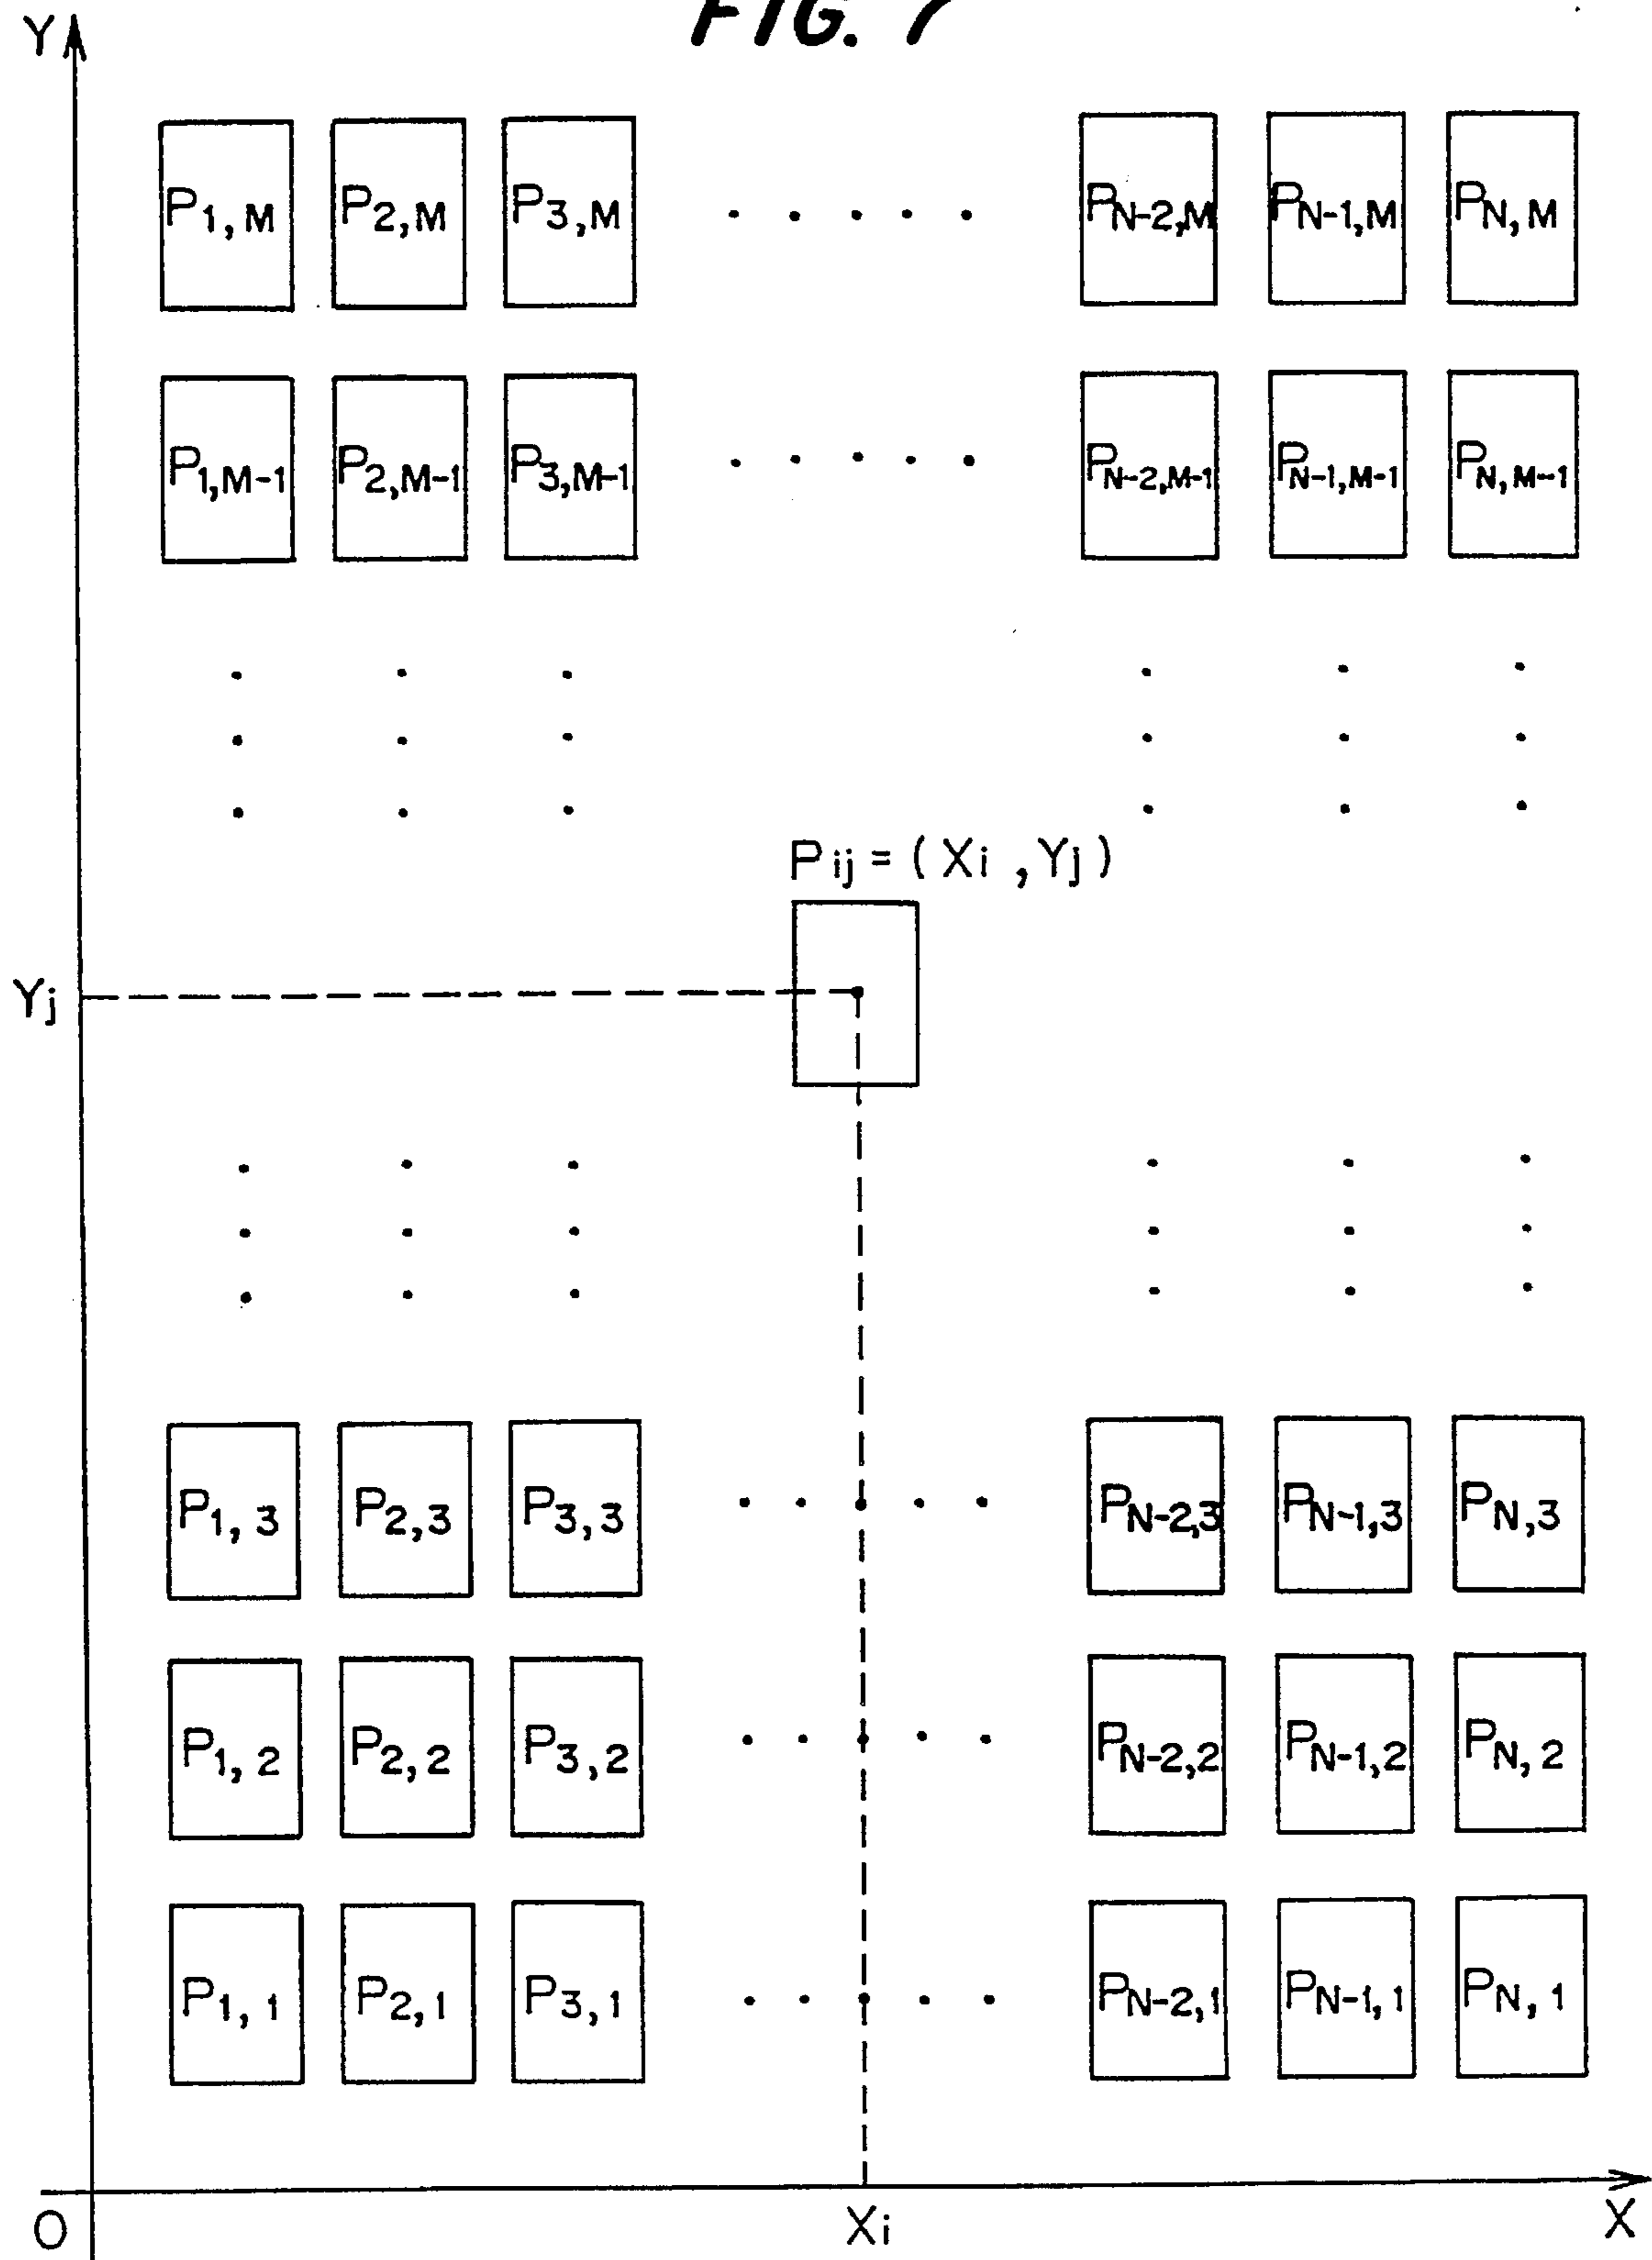 FIG. 7
Y
P1,M P2,M P3,M ····· PN-2,M PN-1,M PN,M
P1,M-1 P2,M-1 P3,M-1 ····· PN-2,M-1 PN-1,M-1 PN,M-1
Pij = (Xi ,Yj)
Yj
P1,3 P2,3 P3,3 ····· PN-2,3 PN-1,3 PN,3
P1,2 P2,2 P3,2 ····· PN-2,2 PN-1,2 PN,2
P1,1 P2,1 P3,1 ····· PN-2,1 PN-1,1 PN,1
O Xi X